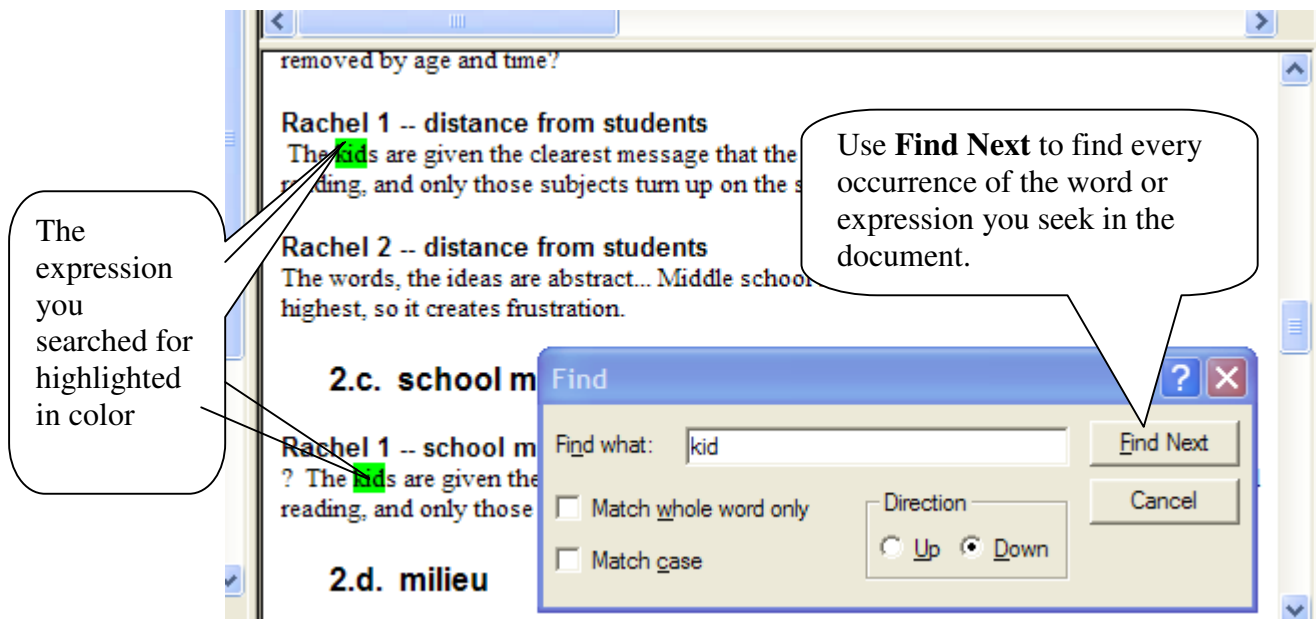 removed by age and time?
Rachel 1 -- distance from students
The kids are given the clearest message that the
reading, and only those subjects turn up on the s
Rachel 2 -- distance from students
The words, the ideas are abstract... Middle school
highest, so it creates frustration.
2.c. school m
Rachel 1 -- school m
? The kids are given the
reading, and only those
2.d. milieu
The
expression
you
searched for
highlighted
in color
Use Find Next to find every
occurrence of the word or
expression you seek in the
document.
Find
?
Find what: kid
Find Next
Match whole word only
Match case
Direction
Up Down
Cancel